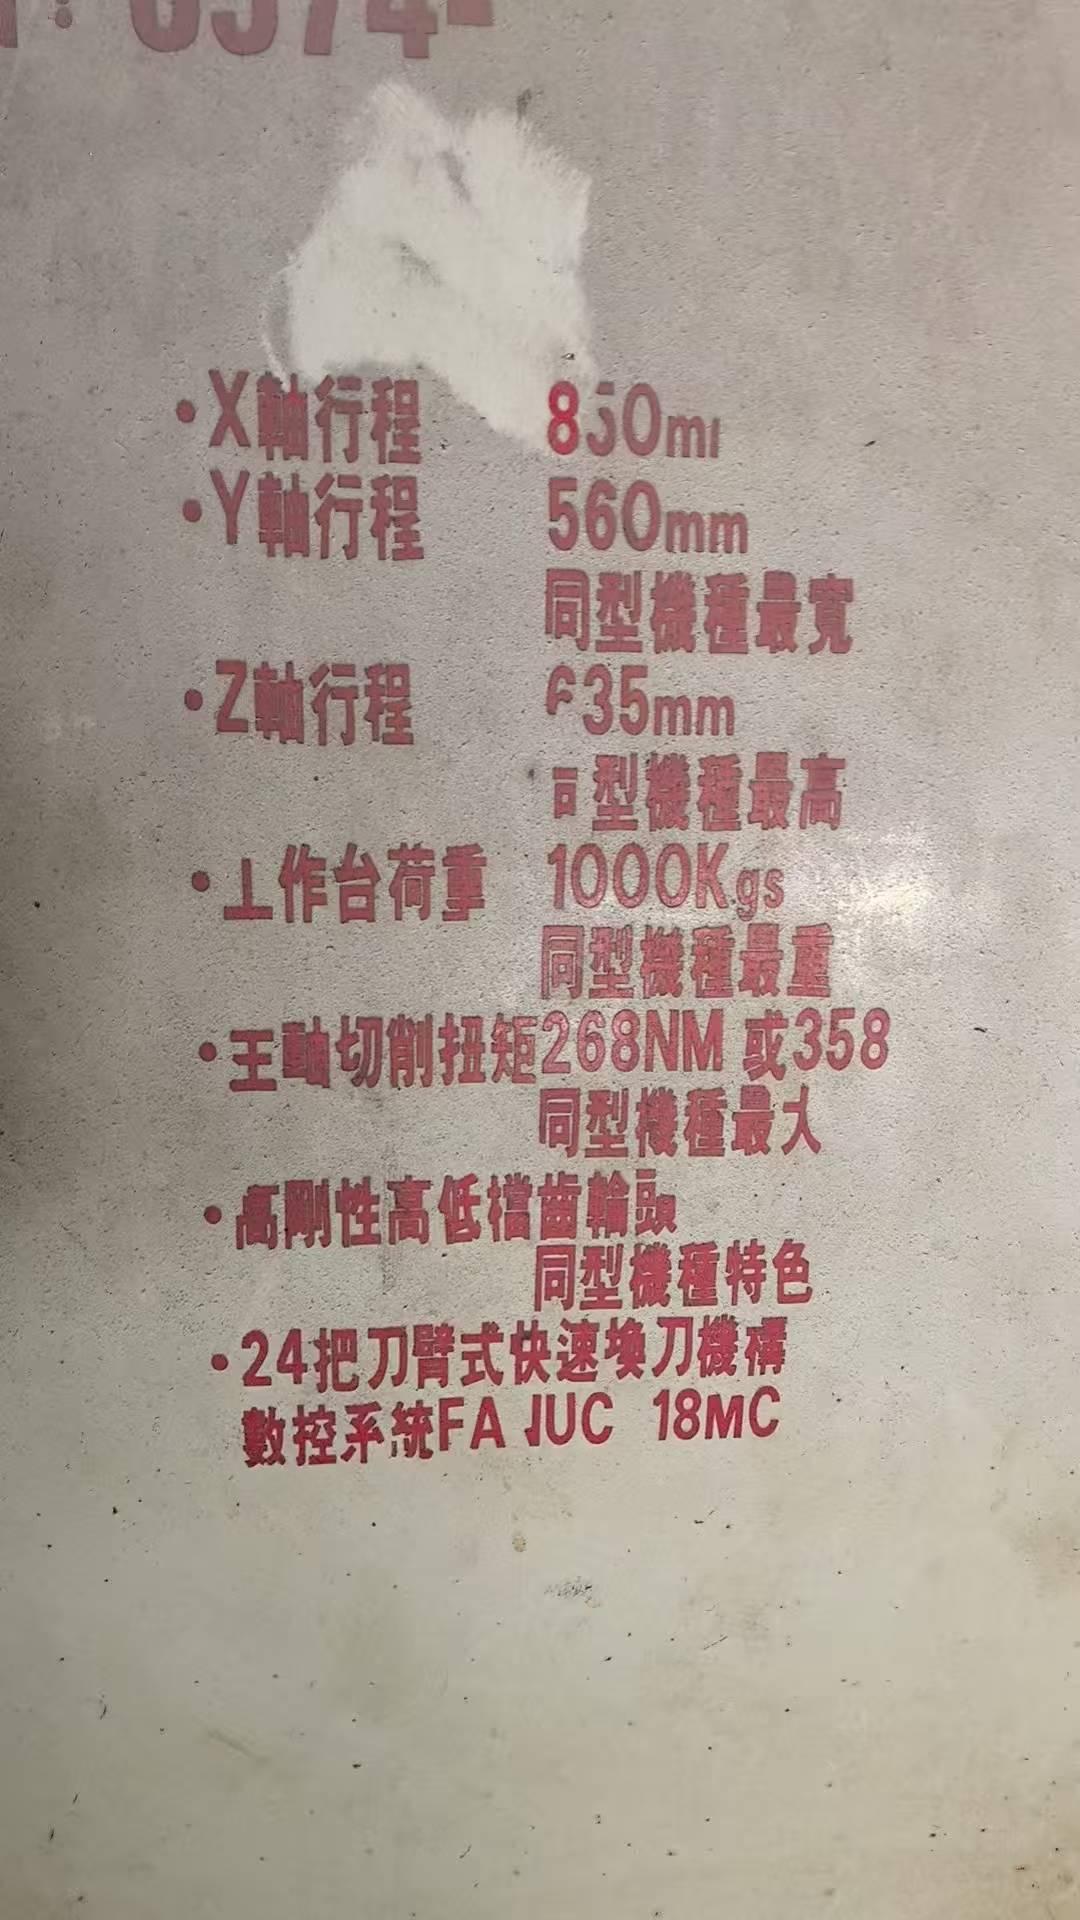 ·X軸行程 850m
·Y軸行程 560mm
同型機種最寬
·Z軸行程 635mm
同型機種最高
·工作台荷重 1000Kgs
同型機種最重
·主軸切削扭矩268NM 或358
同型機種最大
·高剛性高低檔齒輪頭
同型機種特色
·24把刀臂式快速換刀機構
數控系統FA JUC 18MC